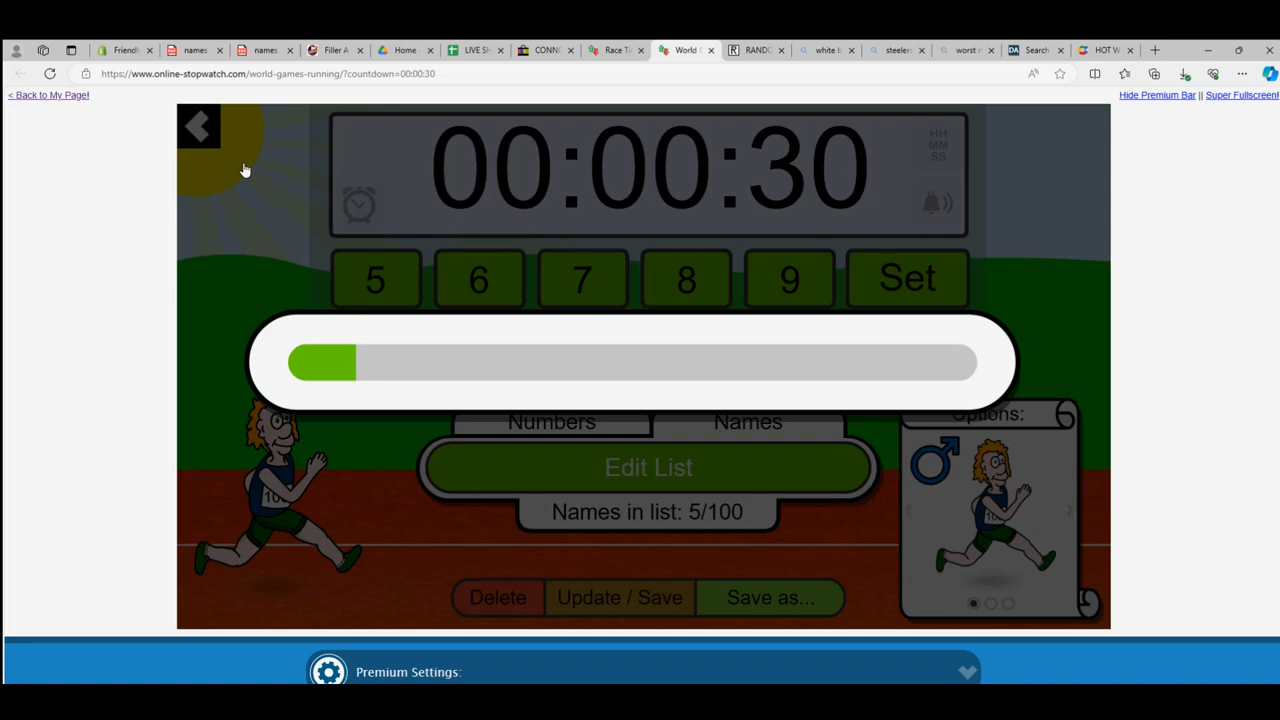 Friendly
names
names
Filler A
Home -
LIVE SH
CONNC
Race Ti
World G
RANDO
white b
steelers
worst n
Search
HOT W
https://www.online-stopwatch.com/world-games-running/?countdown=00:00:30
< Back to My Page!
Hide Premium Bar || Super Fullscreen!
00:00:30
HH
MM
SS
5 6 7 8 9 Set
Numbers Names
Options:
Edit List
Names in list: 5/100
Delete Update / Save Save as...
Premium Settings: